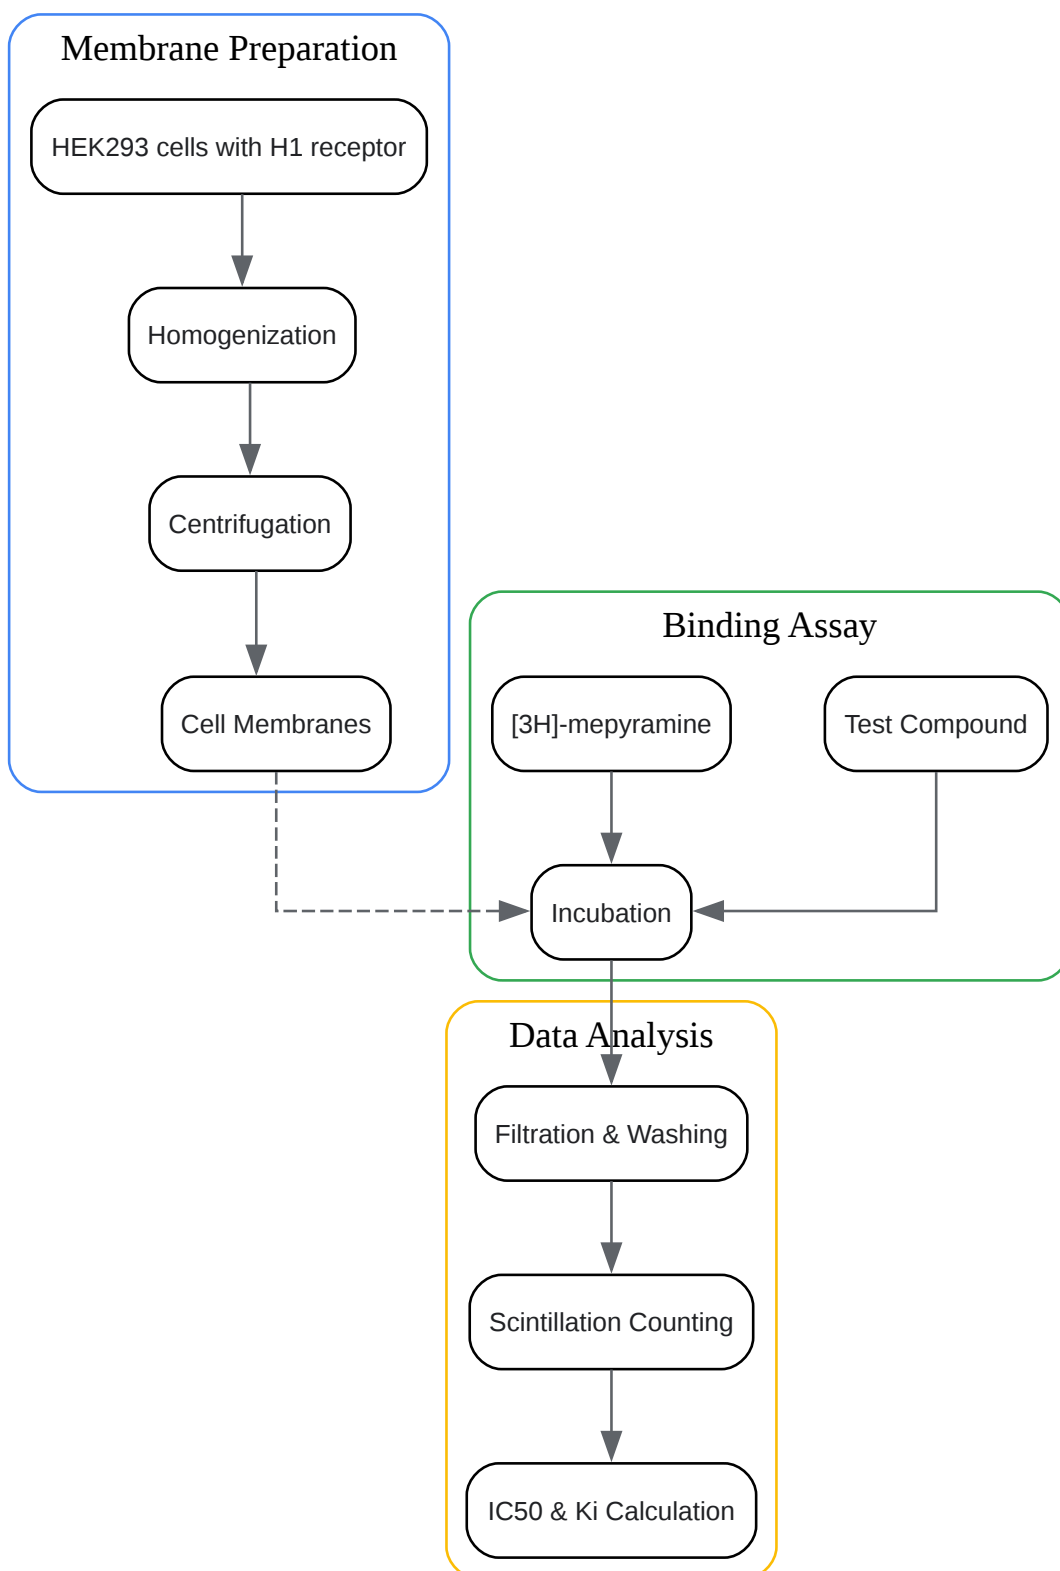 Membrane Preparation
HEK293 cells with H1 receptor
Homogenization
Centrifugation
Cell Membranes
Binding Assay
[3H]-mepyramine
Test Compound
Incubation
Data Analysis
Filtration & Washing
Scintillation Counting
IC50 & Ki Calculation